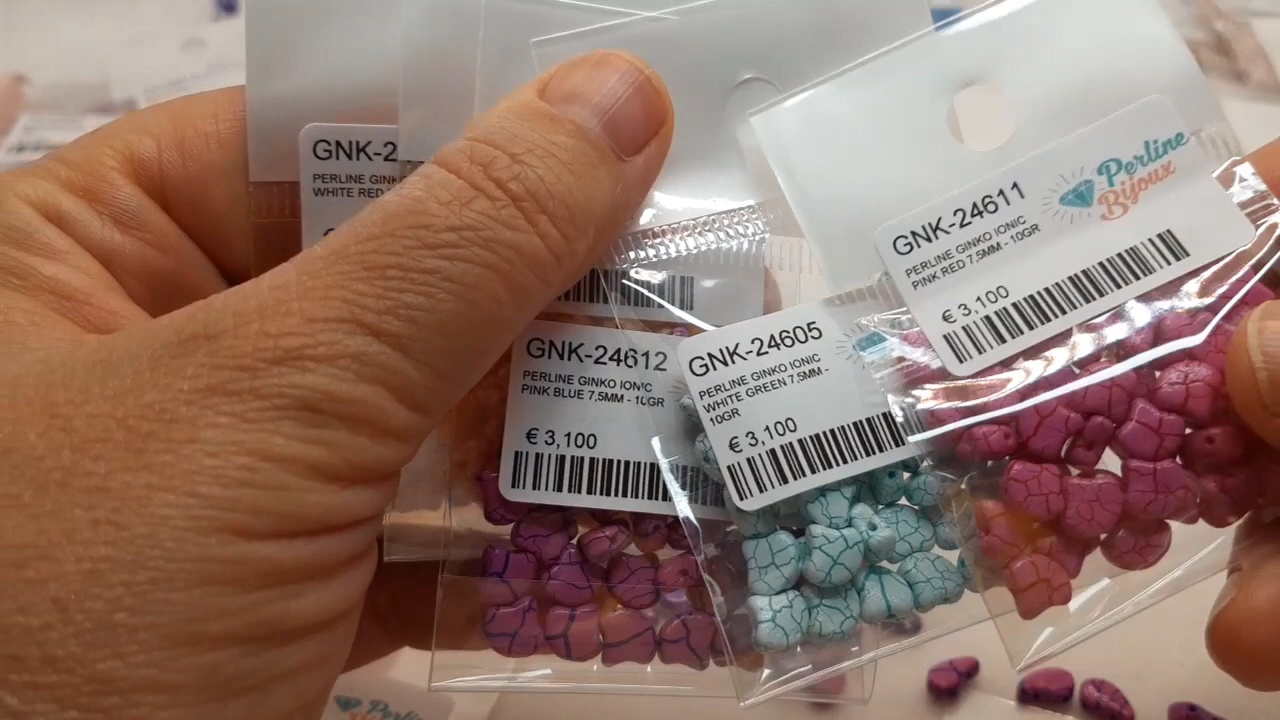 GNK-2
PERLINE GINK
WHITE RED
GNK-24612
PERLINE GINKO IONIC
PINK BLUE 7,5MM - 10GR
€ 3,100
GNK-24605
PERLINE GINKO IONIC
WHITE GREEN 7,5MM -
10GR
€ 3,100
Perline
Bijoux
GNK-24611
PERLINE GINKO IONIC
PINK RED 7,5MM - 10GR
€ 3,100
Perline